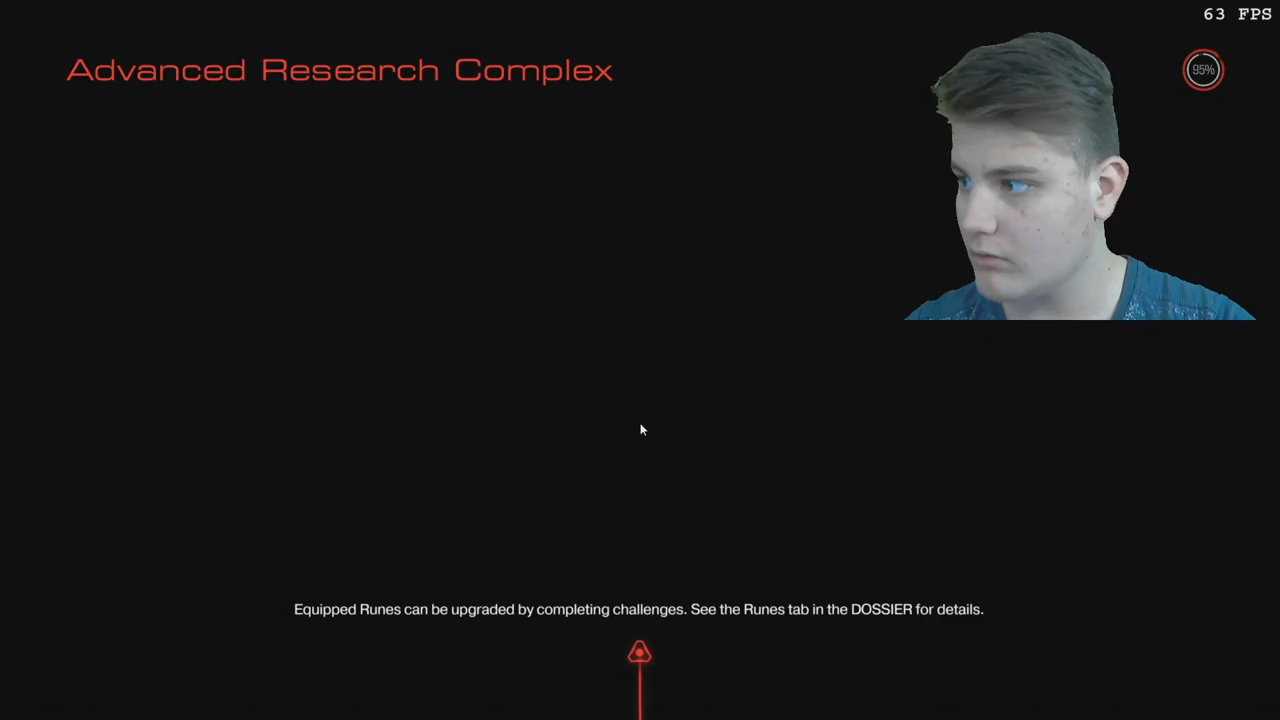 63 FPS
Advanced Research Complex
95%
Equipped Runes can be upgraded by completing challenges. See the Runes tab in the DOSSIER for details.